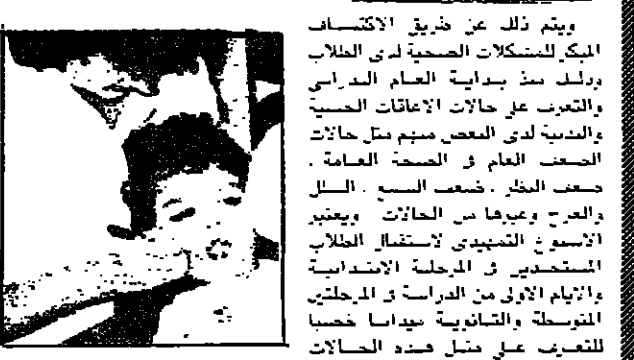 ويتم ذلك عن طريق الاكتشاف
المبكر للمشكلات الصحية لدى الطلاب
وذلك منذ بداية العام الدراسي
والتعرف على حالات الاعاقات الحسية
والبدنية لدى البعض منهم مثل حالات
الضعف العام في الصحة العامة .
ضعف النظر . ضعف السمع . الشلل
والعرج وغيرها من الحالات ويعتبر
الاسبوع التمهيدي لاستقبال الطلاب
المستجدين في المرحلة الابتدائية
والايام الاولى من الدراسة في المرحلتين
المتوسطة والثانوية ميدانا خصبا
للتعرف على مثل هذه الحالات